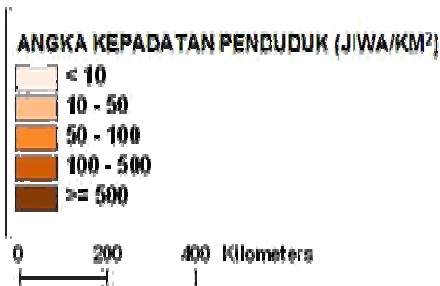 ANGKA KEPADATAN PENDUDUK (JIWA/KM²)
< 10
10 - 50
50 - 100
100 - 500
>= 500
0 200 400 Kilometers